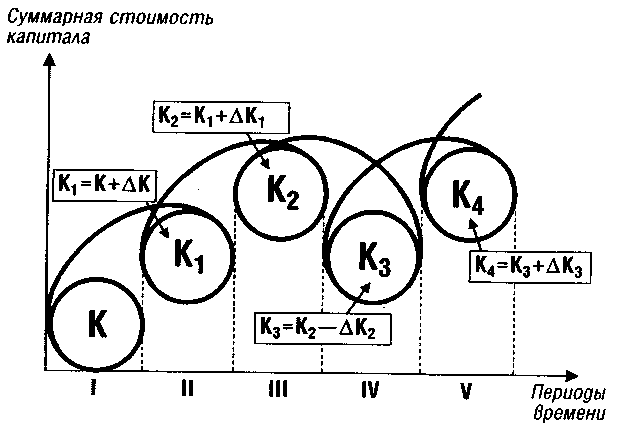 Суммарная стоимость
капитала
K₂=K₁+ΔK₁
K₁=K+ΔK
K
K₁
K₂
K₃
K₄
K₄=K₃+ΔK₃
K₃=K₂—ΔK₂
I II III IV V
Периоды
времени